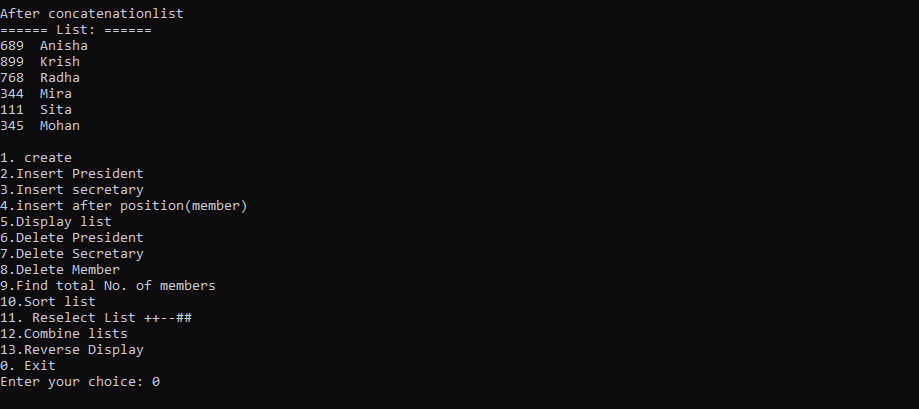 After concatenationlist
====== List: ======
689  Anisha
899  Krish
768  Radha
344  Mira
111  Sita
345  Mohan
1. create
2.Insert President
3.Insert secretary
4.insert after position(member)
5.Display list
6.Delete President
7.Delete Secretary
8.Delete Member
9.Find total No. of members
10.Sort list
11. Reselect List ++--##
12.Combine lists
13.Reverse Display
0. Exit
Enter your choice: 0